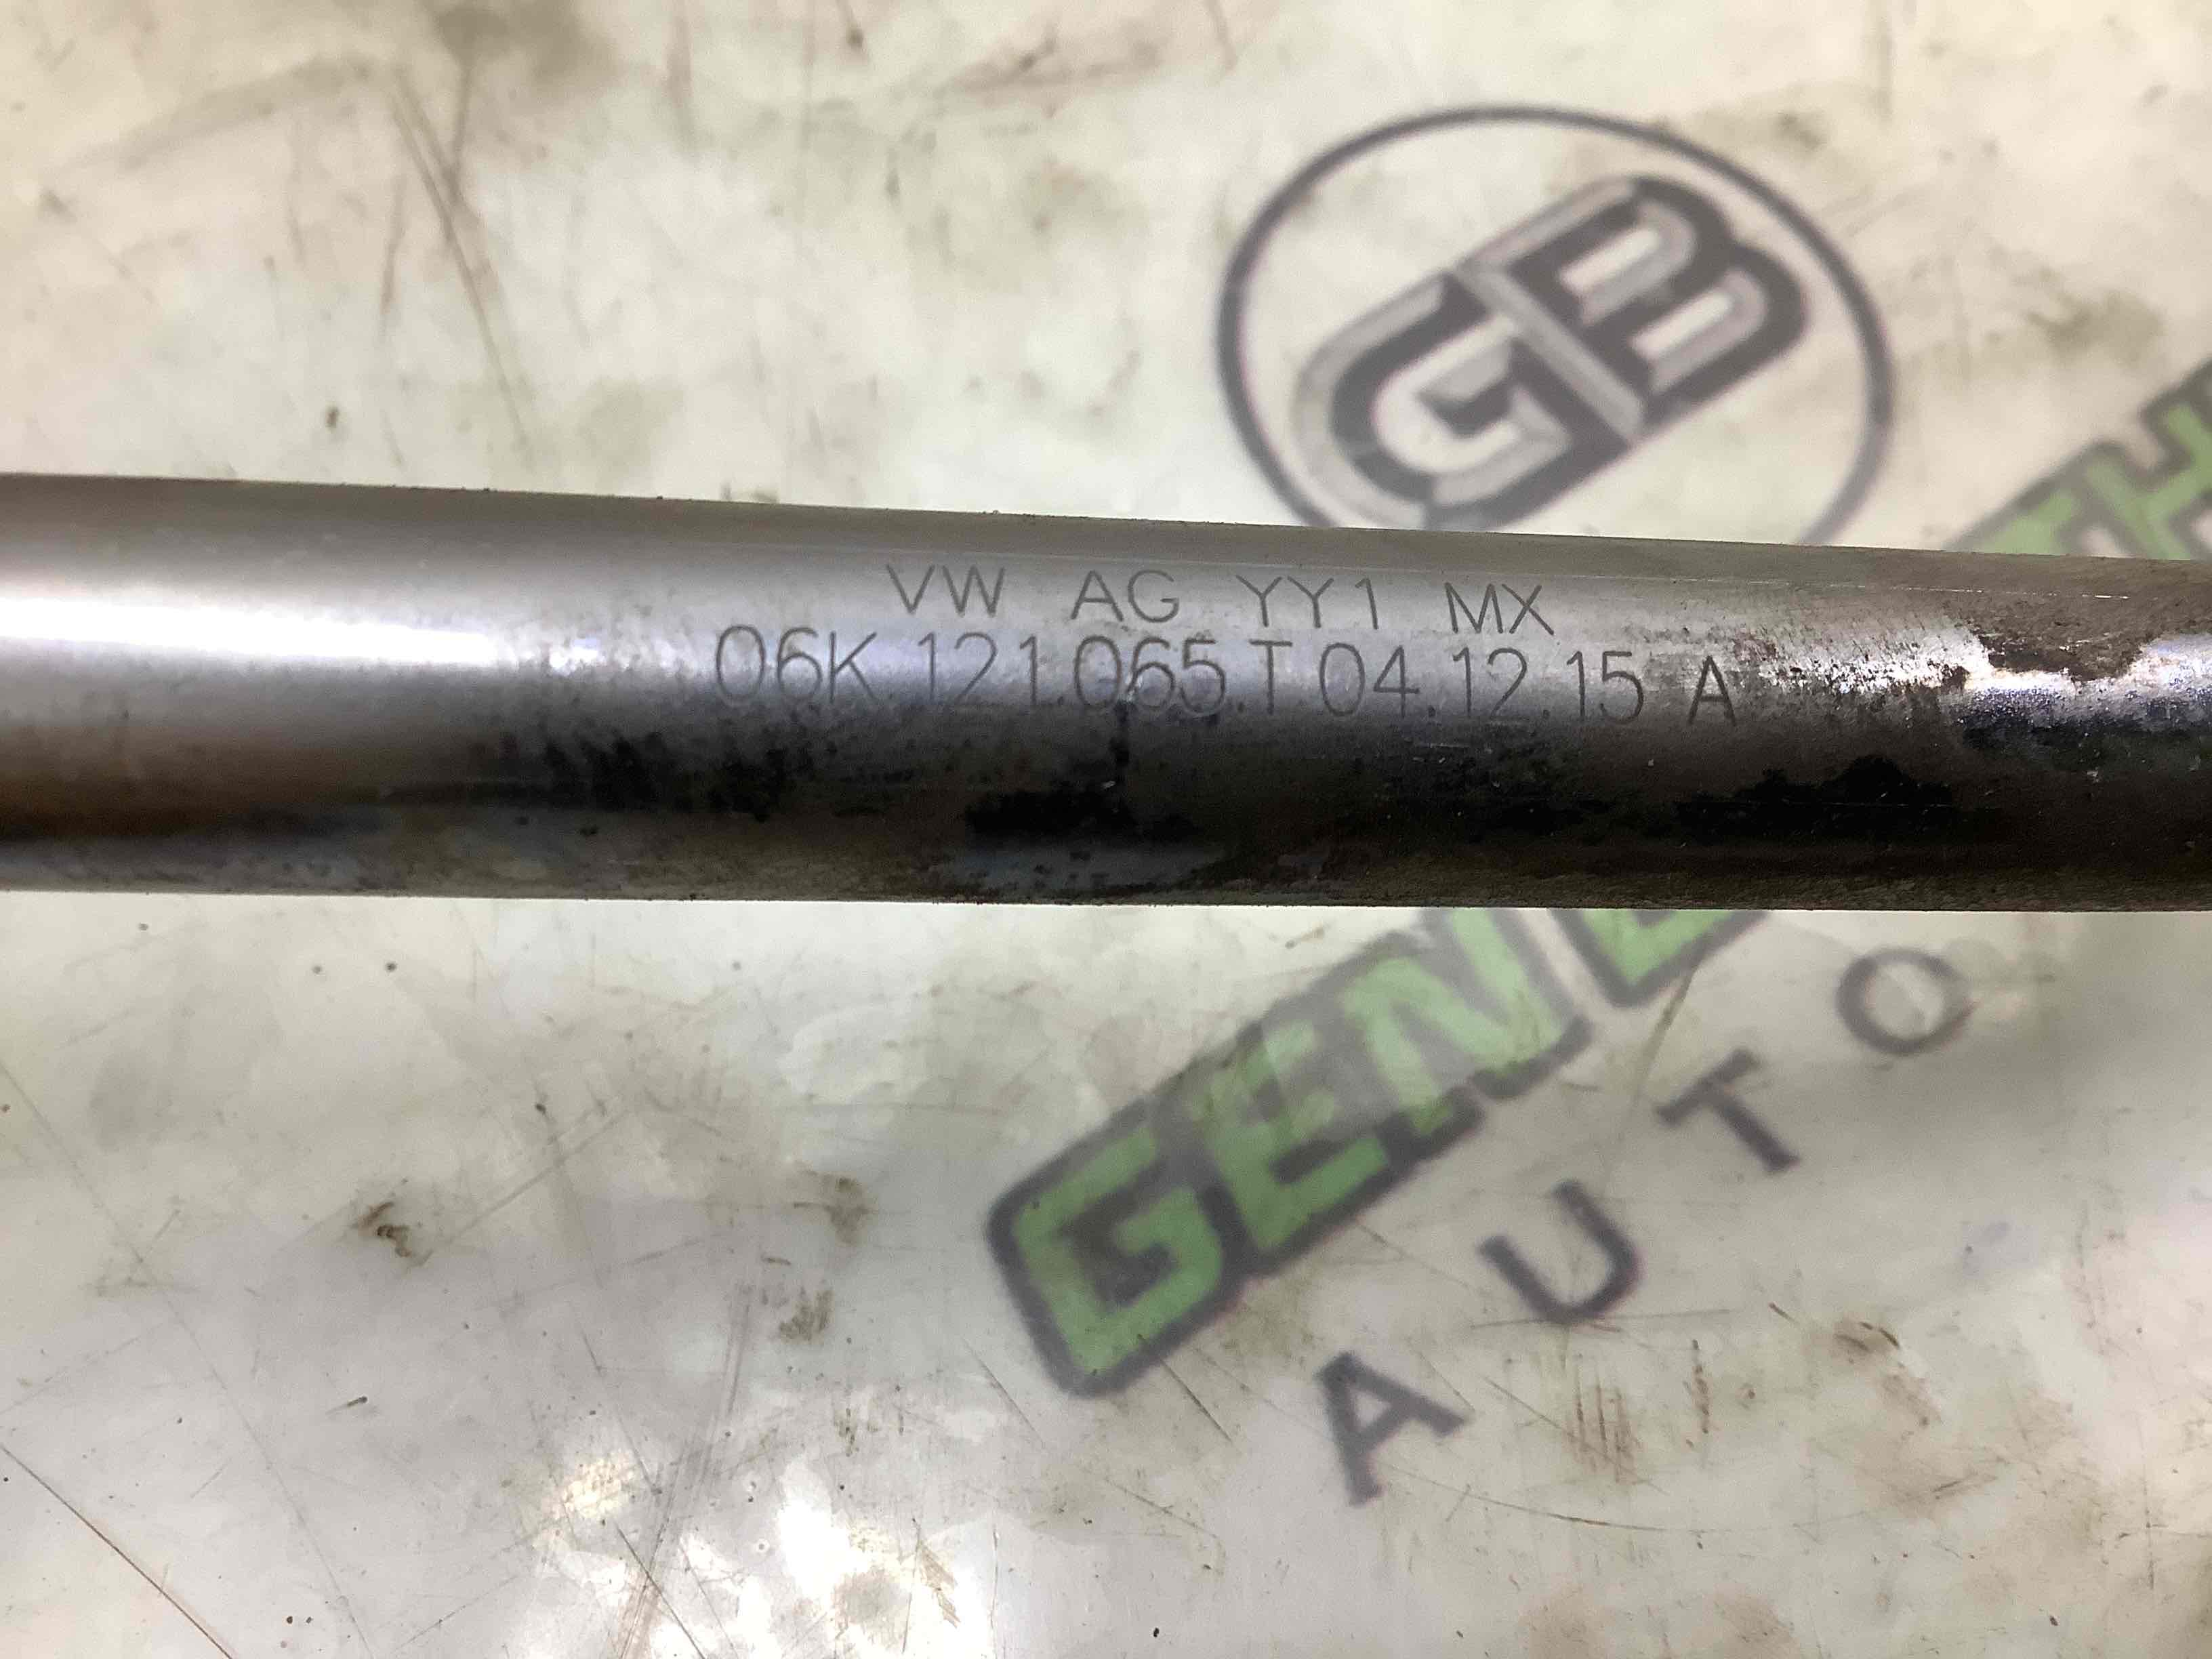 GB
VW AG YY1 MX
06K.121.065.T 04.12.15 A
AUTO